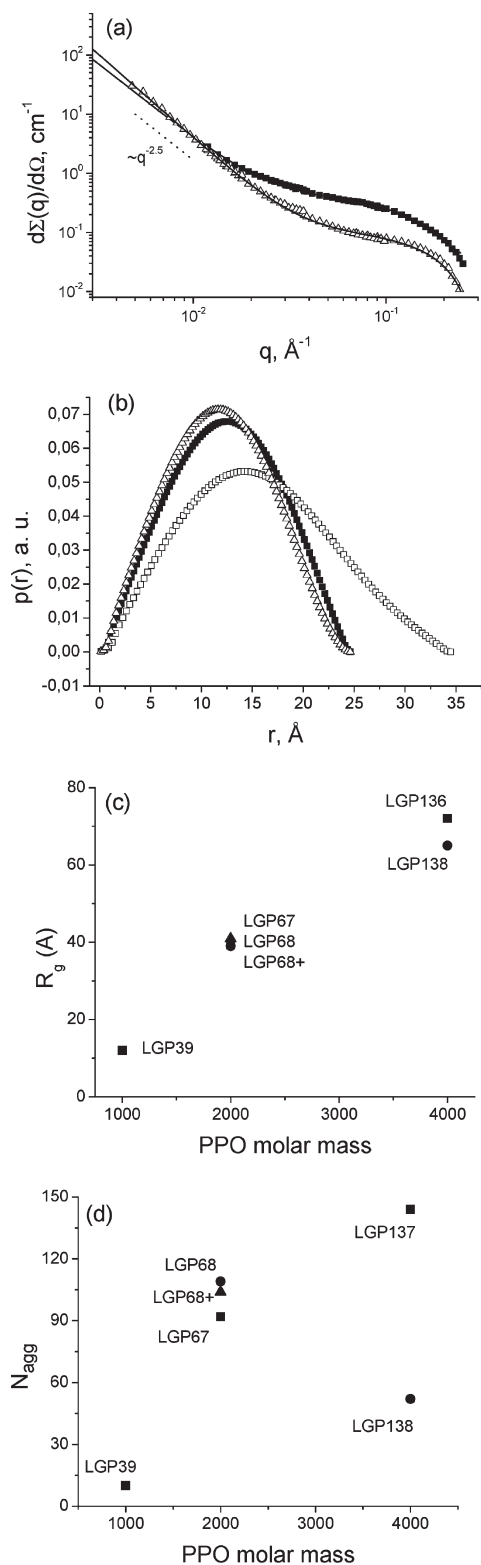 (a)
10²
10¹
10⁰
10⁻¹
10⁻²
dΣ(q)/dΩ, cm⁻¹
~q⁻²·⁵
10⁻² 10⁻¹
q, Å⁻¹
(b)
0,07
0,06
0,05
0,04
0,03
0,02
0,01
0,00
-0,01
p(r), a. u.
0 5 10 15 20 25 30 35
r, Å
(c)
80
60
40
20
0
R_g (A)
LGP136
LGP138
LGP67
LGP68
LGP68+
LGP39
1000 2000 3000 4000
PPO molar mass
(d)
150
120
90
60
30
0
N_agg
LGP137
LGP68
LGP68+
LGP67
LGP138
LGP39
1000 2000 3000 4000
PPO molar mass